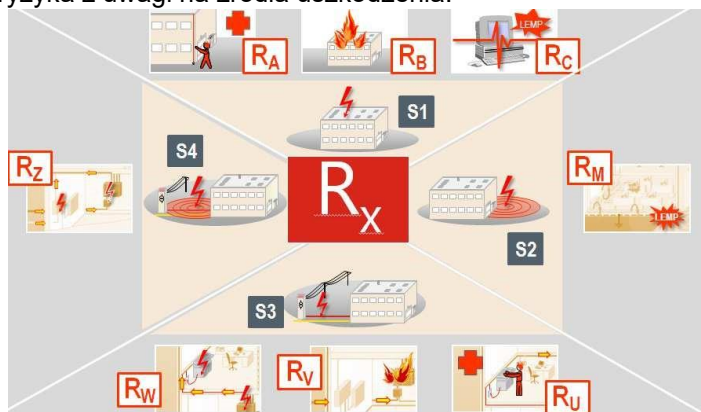 ryzyka z uwagi na źródła uszkodzenia.
LEMP
RA
RB
RC
S1
S4
RZ
RM
Rx
LEMP
S2
S3
RW
RV
RU